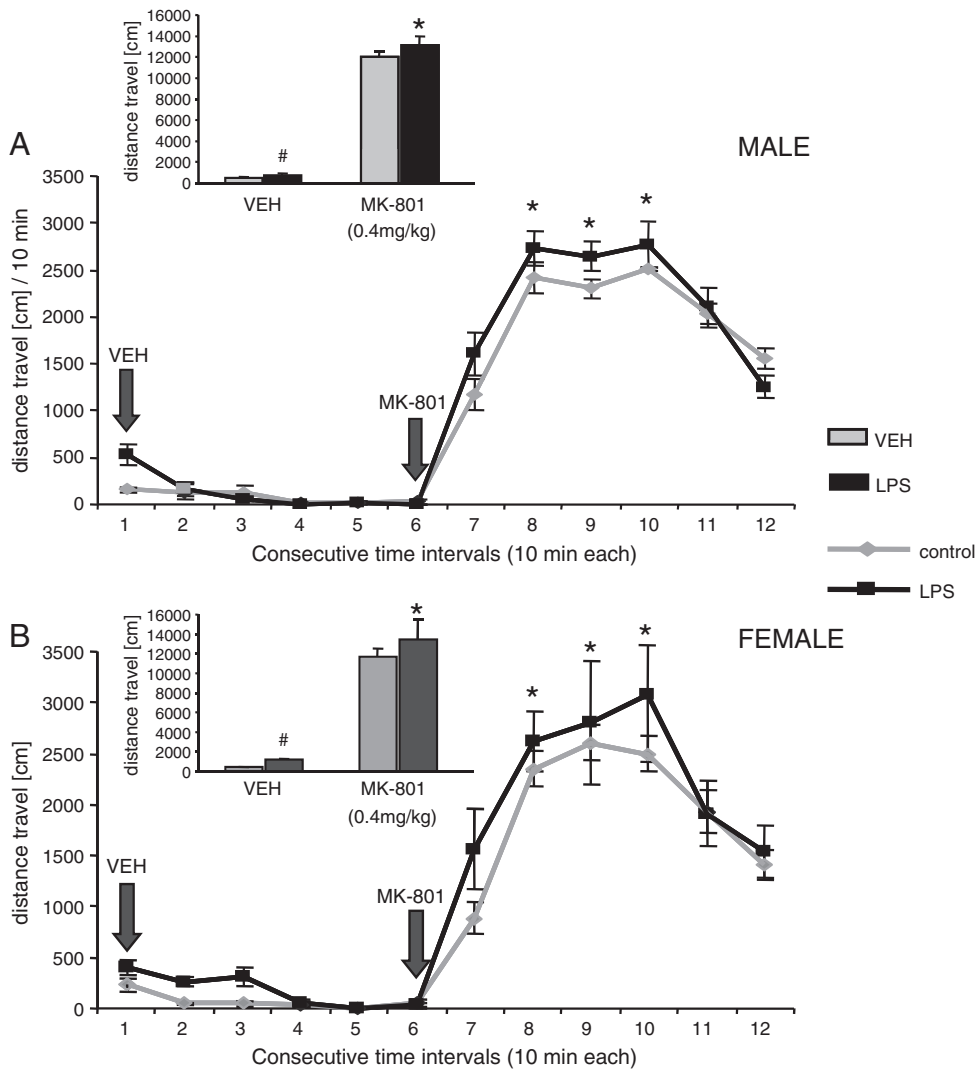 A
MALE
distance travel [cm]
16000
14000
12000
10000
8000
6000
4000
2000
0
#
*
VEH
MK-801
(0.4mg/kg)
distance travel [cm] / 10 min
3500
3000
2500
2000
1500
1000
500
0
VEH
MK-801
* * *
1 2 3 4 5 6 7 8 9 10 11 12
Consecutive time intervals (10 min each)
VEH
LPS
control
LPS
B
FEMALE
distance travel [cm]
16000
14000
12000
10000
8000
6000
4000
2000
0
#
*
VEH
MK-801
(0.4mg/kg)
distance travel [cm]
3500
3000
2500
2000
1500
1000
500
0
VEH
MK-801
* * *
1 2 3 4 5 6 7 8 9 10 11 12
Consecutive time intervals (10 min each)